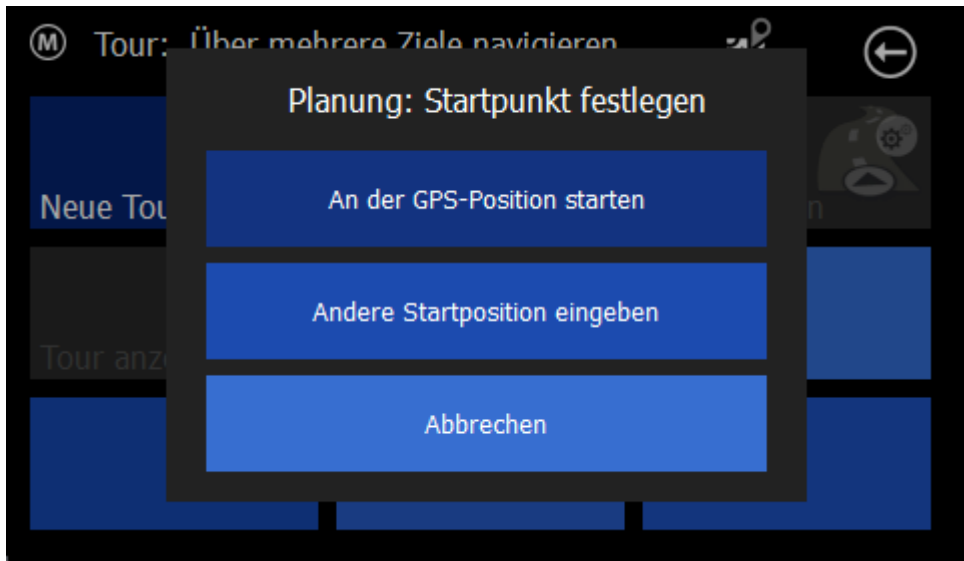 M Tour: Über mehrere Ziele navigieren
Planung: Startpunkt festlegen
An der GPS-Position starten
Neue Tou
n
Andere Startposition eingeben
Tour anze
Abbrechen